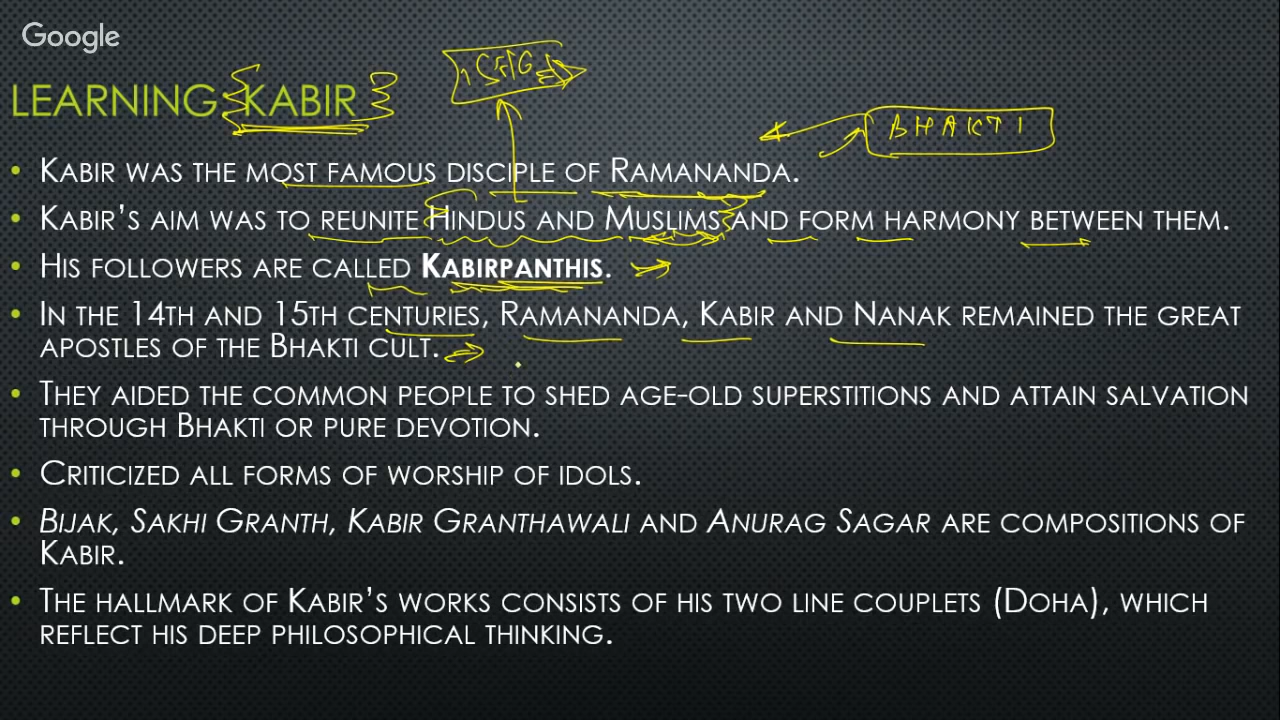 Google
LEARNING KABIR
BHAKTI
• KABIR WAS THE MOST FAMOUS DISCIPLE OF RAMANANDA.
• KABIR'S AIM WAS TO REUNITE HINDUS AND MUSLIMS AND FORM HARMONY BETWEEN THEM.
• HIS FOLLOWERS ARE CALLED KABIRPANTHIS.
• IN THE 14TH AND 15TH CENTURIES, RAMANANDA, KABIR AND NANAK REMAINED THE GREAT
APOSTLES OF THE BHAKTI CULT.
• THEY AIDED THE COMMON PEOPLE TO SHED AGE-OLD SUPERSTITIONS AND ATTAIN SALVATION
THROUGH BHAKTI OR PURE DEVOTION.
• CRITICIZED ALL FORMS OF WORSHIP OF IDOLS.
• BIJAK, SAKHI GRANTH, KABIR GRANTHAWALI AND ANURAG SAGAR ARE COMPOSITIONS OF
KABIR.
• THE HALLMARK OF KABIR'S WORKS CONSISTS OF HIS TWO LINE COUPLETS (DOHA), WHICH
REFLECT HIS DEEP PHILOSOPHICAL THINKING.